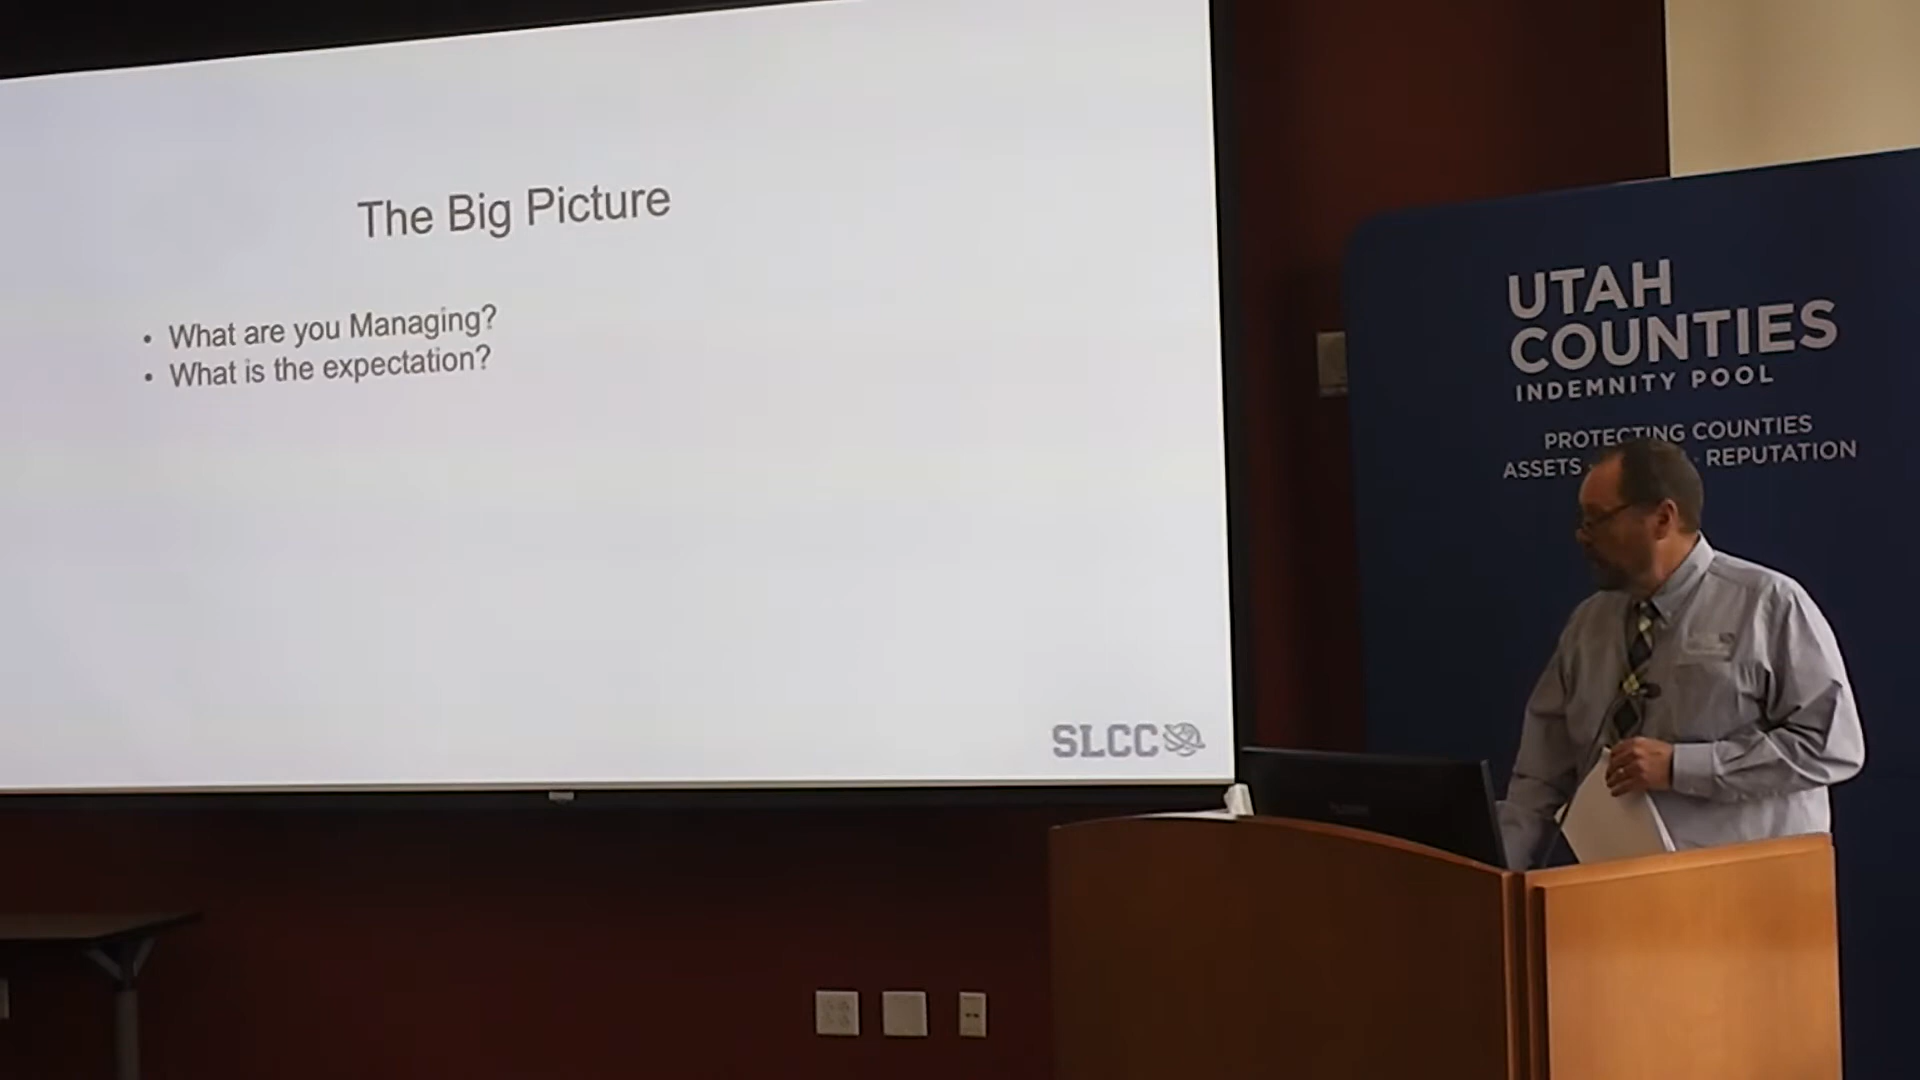 The Big Picture
• What are you Managing?
• What is the expectation?
SLCC
UTAH
COUNTIES
INDEMNITY POOL
PROTECTING COUNTIES
ASSETS · REPUTATION